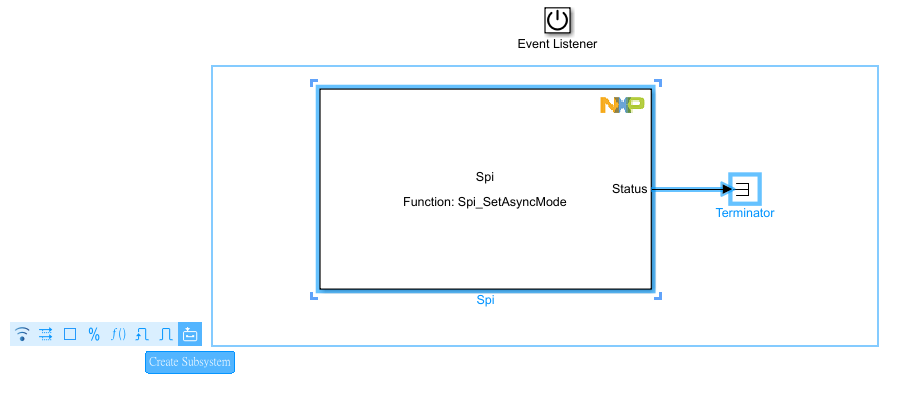 Event Listener
NXP
Spi
Function: Spi_SetAsyncMode
Status
Terminator
Spi
% f()
Create Subsystem